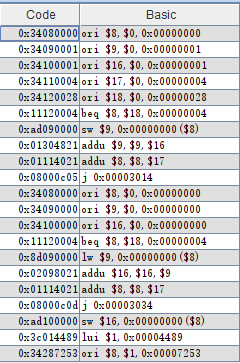 Code Basic
0x34080000 ori $8,$0,0x00000000
0x34090001 ori $9,$0,0x00000001
0x34100001 ori $16,$0,0x00000001
0x34110004 ori $17,$0,0x00000004
0x34120028 ori $18,$0,0x00000028
0x11120004 beq $8,$18,0x00000004
0xad090000 sw $9,0x00000000($8)
0x01304821 addu $9,$9,$16
0x01114021 addu $8,$8,$17
0x08000c05 j 0x00003014
0x34080000 ori $8,$0,0x00000000
0x34090000 ori $9,$0,0x00000000
0x34100000 ori $16,$0,0x00000000
0x11120004 beq $8,$18,0x00000004
0x8d090000 lw $9,0x00000000($8)
0x02098021 addu $16,$16,$9
0x01114021 addu $8,$8,$17
0x08000c0d j 0x00003034
0xad100000 sw $16,0x00000000($8)
0x3c014489 lui $1,0x00004489
0x34287253 ori $8,$1,0x00007253